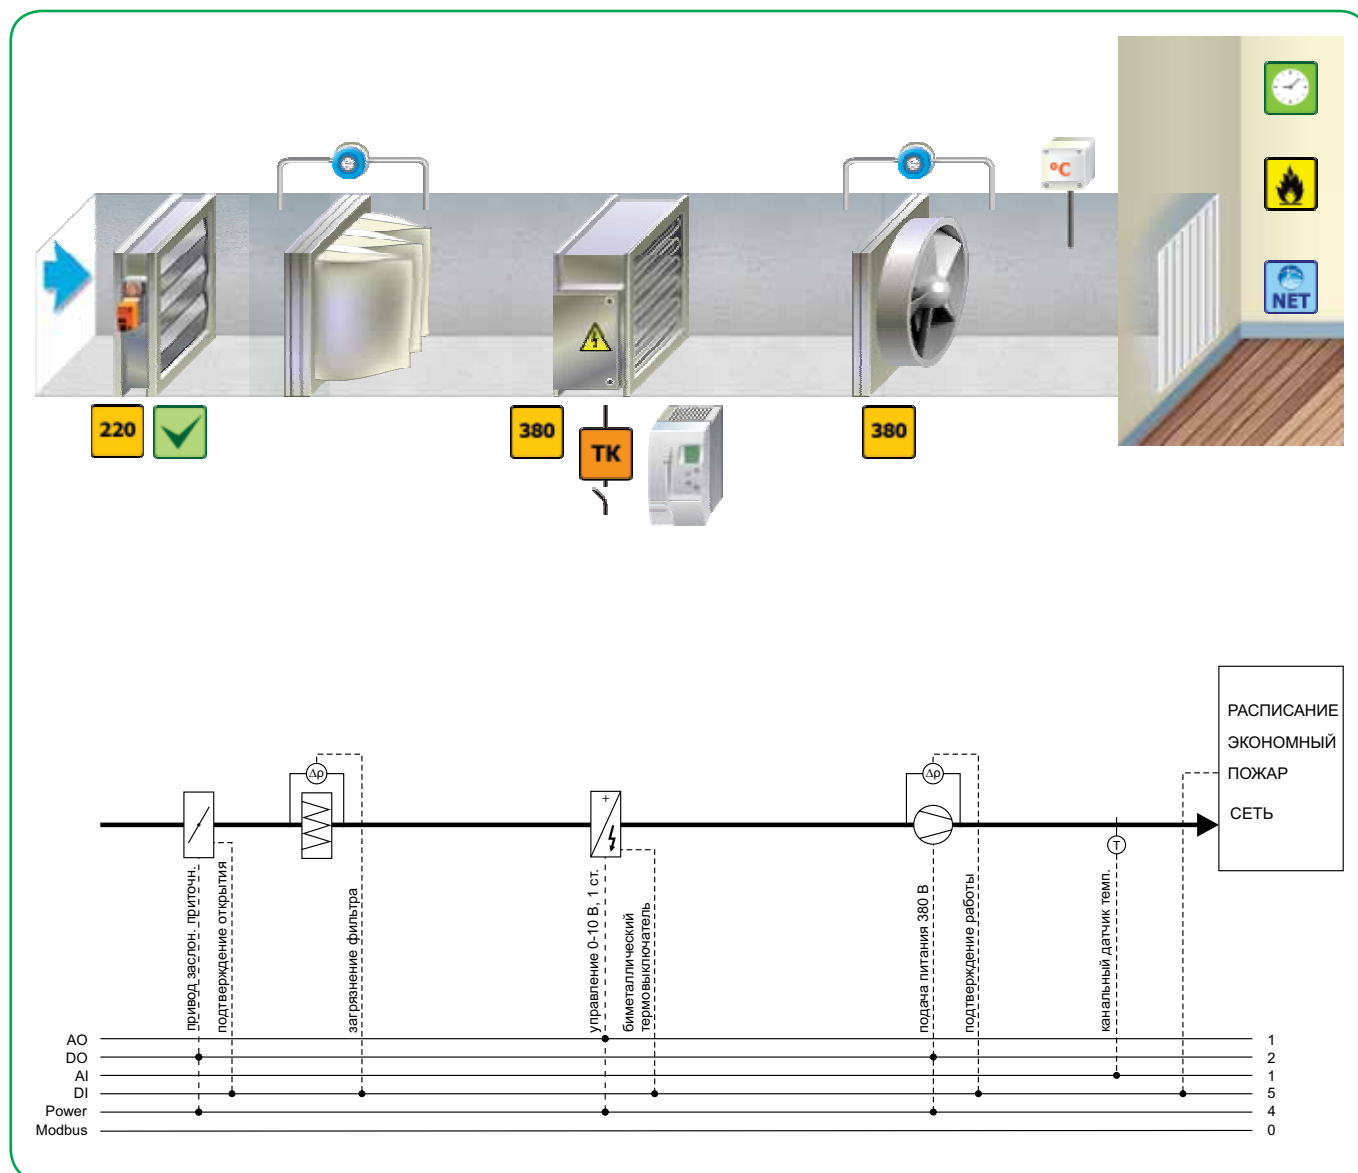 °C
NET
220
380
TK
380
РАСПИСАНИЕ
ЭКОНОМНЫЙ
ПОЖАР
СЕТЬ
Δp
Δp
+
T
привод заслон. приточн.
подтверждение открытия
загрязнение фильтра
управление 0-10 В, 1 ст.
биметаллический
термовыключатель
подача питания 380 В
подтверждение работы
канальный датчик темп.
AO 1
DO 2
AI 1
DI 5
Power 4
Modbus 0